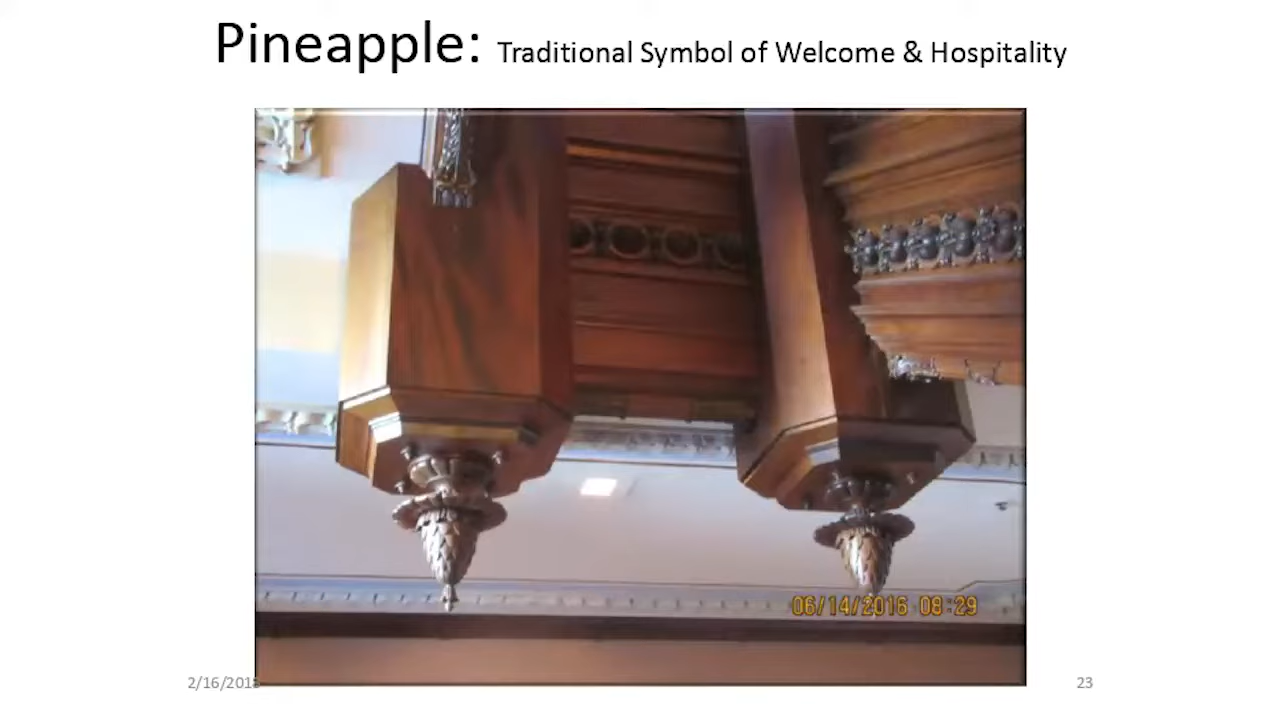 Pineapple: Traditional Symbol of Welcome & Hospitality
06/14/2016 08:29
23